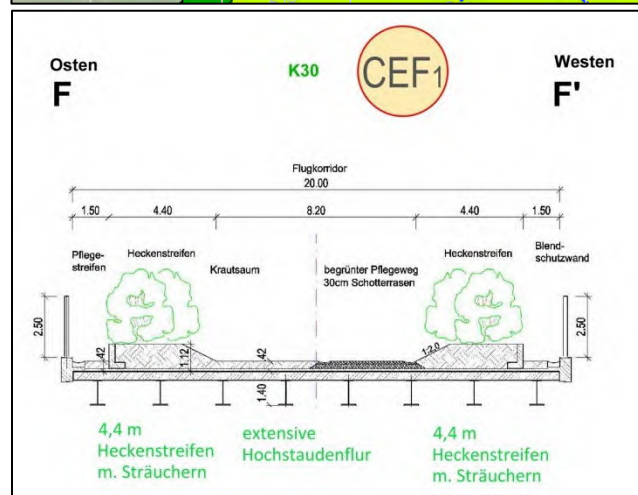 Osten
F
K30
CEF1
Westen
F'
Flugkorridor
20.00
1.50
4.40
8.20
4.40
1.50
Pflege-
streifen
Heckenstreifen
Krautsaum
begrünter Pflegeweg
30cm Schotterrasen
Heckenstreifen
Blend-
schutzwand
2.50
.42
1.12
.42
1:2.0
2.50
1.40
4,4 m
Heckenstreifen
m. Sträuchern
extensive
Hochstaudenflur
4,4 m
Heckenstreifen
m. Sträuchern